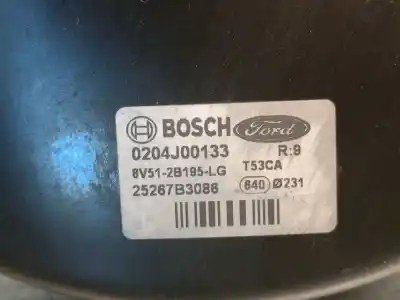 BOSCH Ford
0204J00133 R:9
8V51-2B195-LG T53CA
25267B3086 640 Ø231